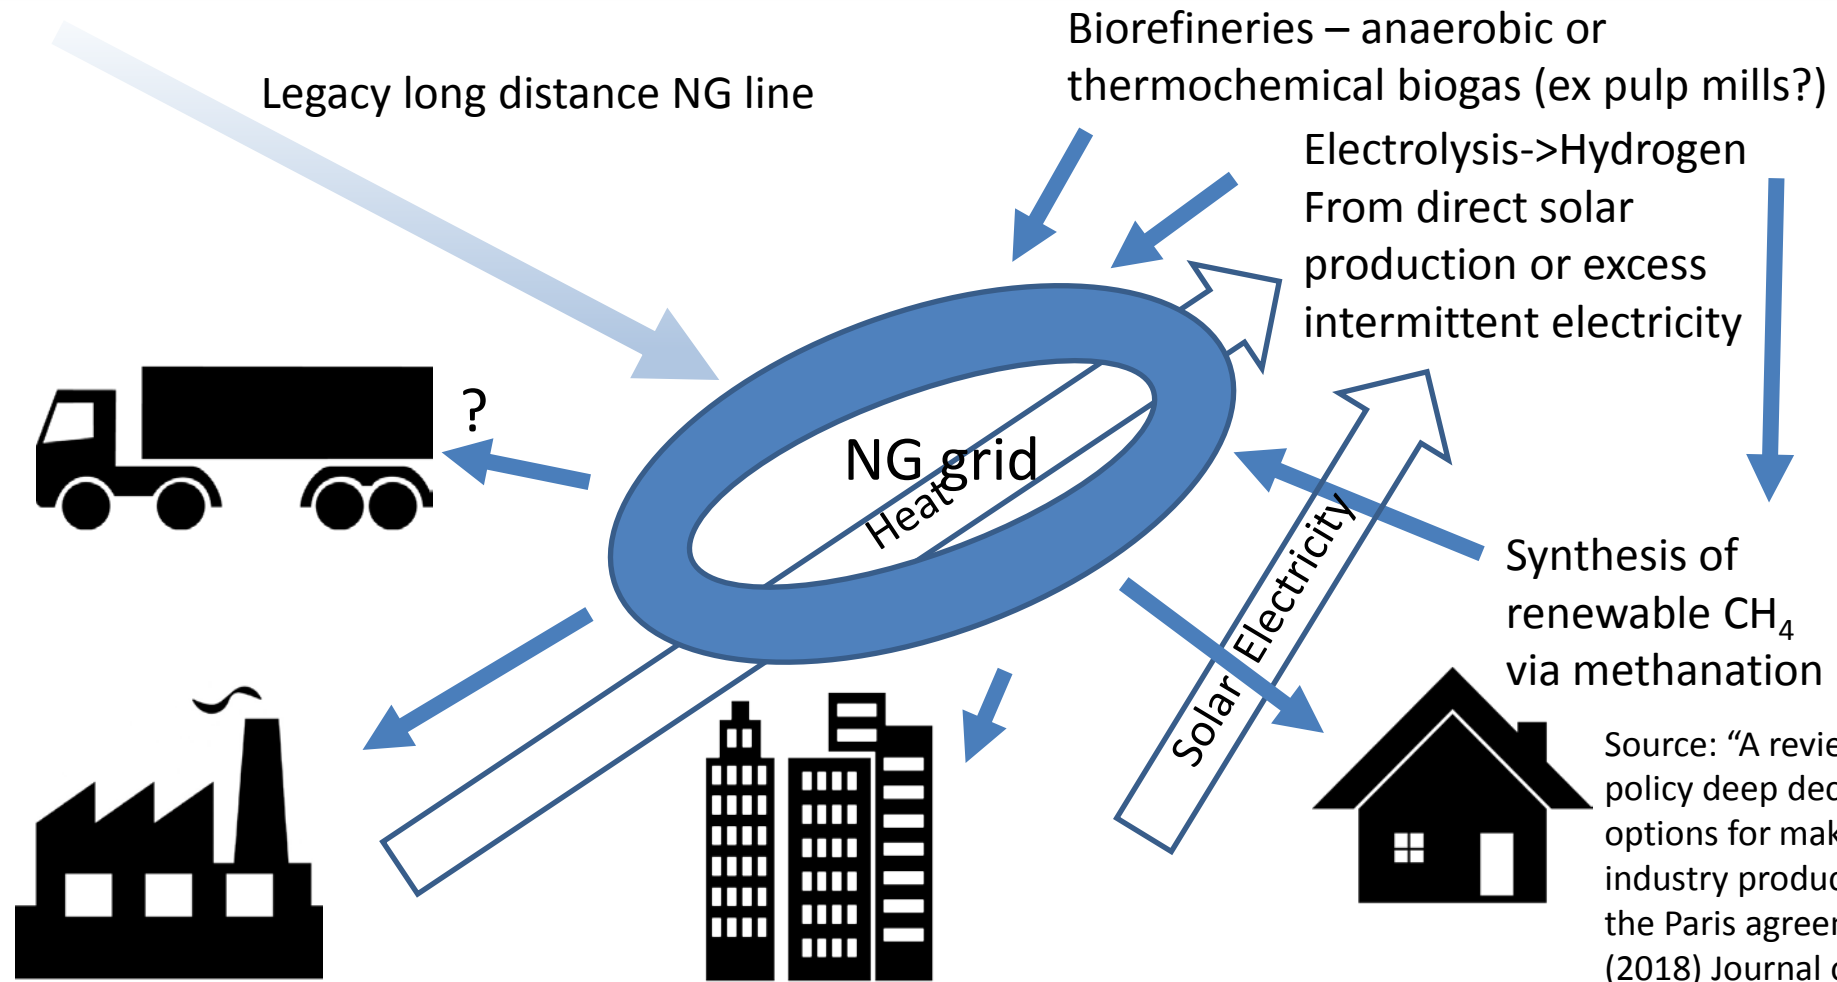 Legacy long distance NG line
Biorefineries – anaerobic or
thermochemical biogas (ex pulp mills?)
Electrolysis->Hydrogen
From direct solar
production or excess
intermittent electricity
?
NG grid
Heat
Solar Electricity
Synthesis of
renewable CH₄
via methanation
Source: “A revie
policy deep dec
options for mak
industry produc
the Paris agreer
(2018) Journal o